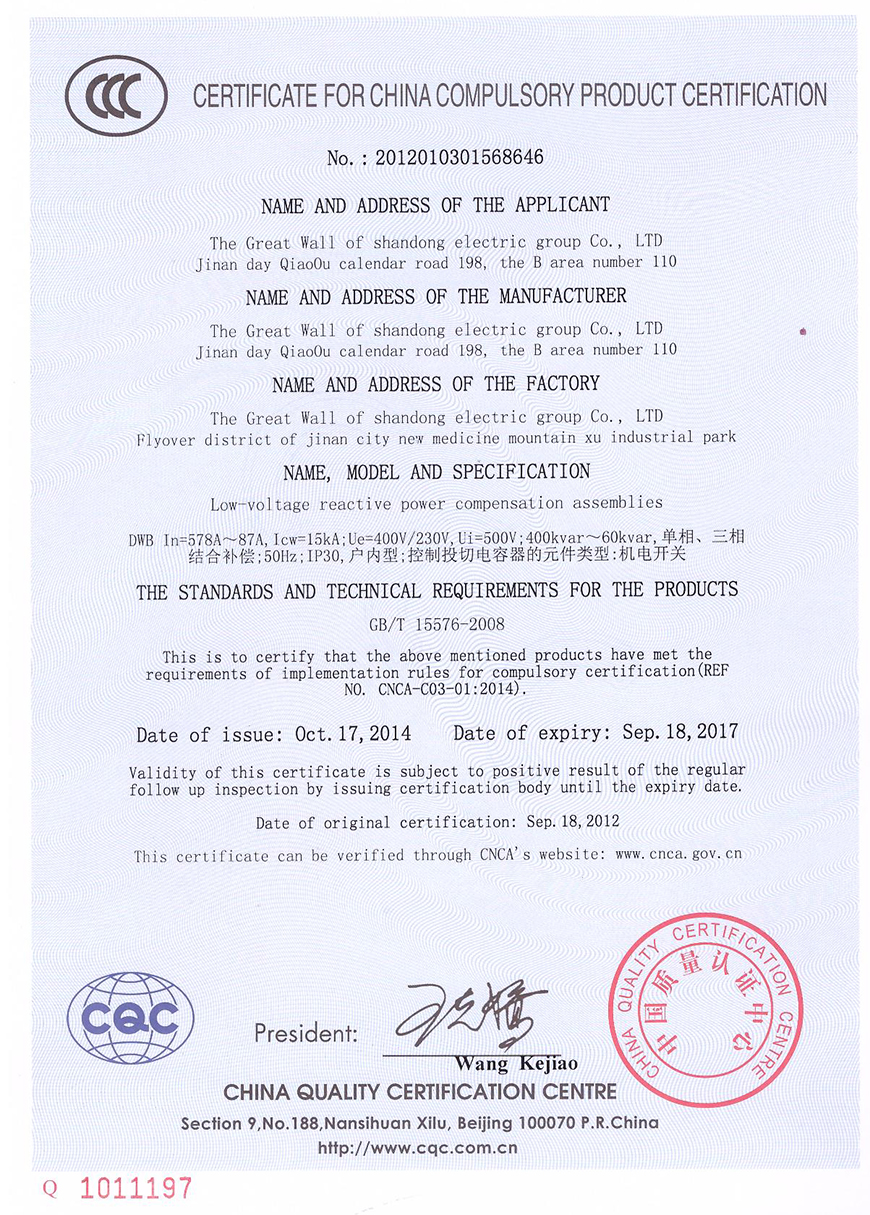 CERTIFICATE FOR CHINA COMPULSORY PRODUCT CERTIFICATION
No.: 2012010301568646
NAME AND ADDRESS OF THE APPLICANT
The Great Wall of shandong electric group Co., LTD
Jinan day QiaoOu calendar road 198, the B area number 110
NAME AND ADDRESS OF THE MANUFACTURER
The Great Wall of shandong electric group Co., LTD
Jinan day QiaoOu calendar road 198, the B area number 110
NAME AND ADDRESS OF THE FACTORY
The Great Wall of shandong electric group Co., LTD
Flyover district of jinan city new medicine mountain xu industrial park
NAME, MODEL AND SPECIFICATION
Low-voltage reactive power compensation assemblies
DWB In=578A～87A,Icw=15kA;Ue=400V/230V,Ui=500V;400kvar～60kvar,单相、三相
结合补偿;50Hz;IP30,户内型;控制投切电容器的元件类型:机电开关
THE STANDARDS AND TECHNICAL REQUIREMENTS FOR THE PRODUCTS
GB/T 15576-2008
This is to certify that the above mentioned products have met the
requirements of implementation rules for compulsory certification(REF
NO. CNCA-C03-01:2014).
Date of issue: Oct.17,2014 Date of expiry: Sep.18,2017
Validity of this certificate is subject to positive result of the regular
follow up inspection by issuing certification body until the expiry date.
Date of original certification: Sep.18,2012
This certificate can be verified through CNCA's website: www.cnca.gov.cn
CHINA QUALITY CERTIFICATION CENTRE
中国质量认证中心
CQC
President:
王克娇
Wang Kejiao
CHINA QUALITY CERTIFICATION CENTRE
Section 9,No.188,Nansihuan Xilu, Beijing 100070 P.R.China
http://www.cqc.com.cn
Q 1011197